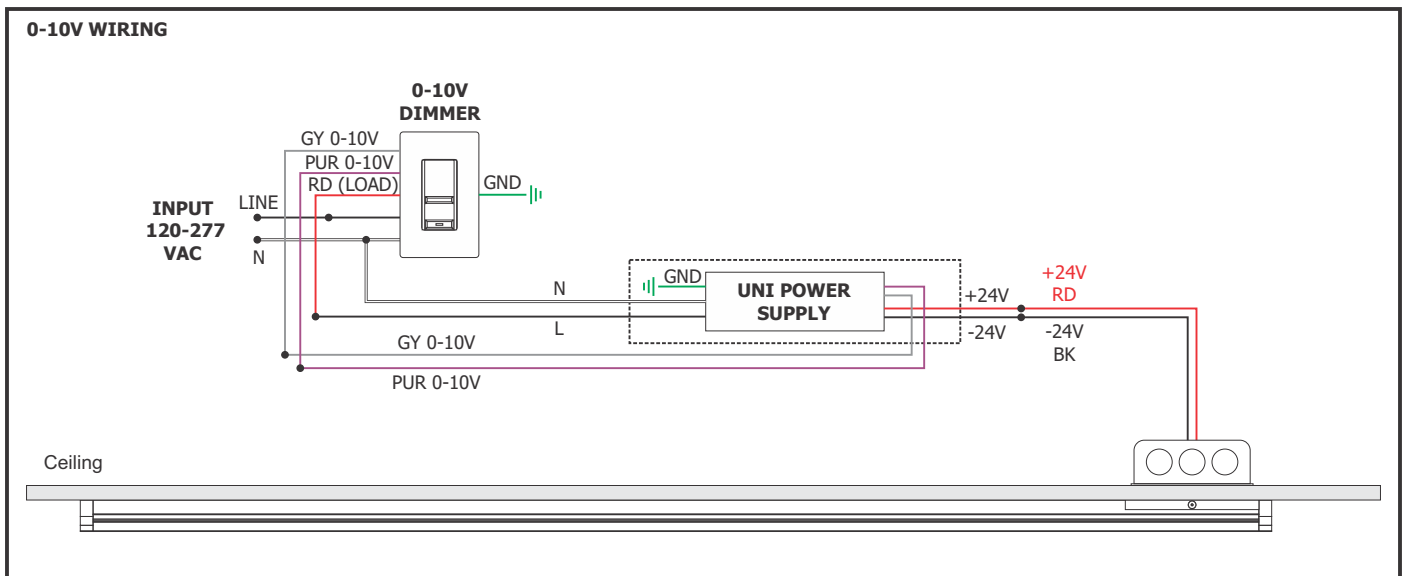 0-10V WIRING
0-10V
DIMMER
GY 0-10V
PUR 0-10V
RD (LOAD)
GND
LINE
INPUT
120-277
VAC
N
GND
UNI POWER
SUPPLY
N
L
+24V
-24V
+24V
RD
-24V
BK
GY 0-10V
PUR 0-10V
Ceiling